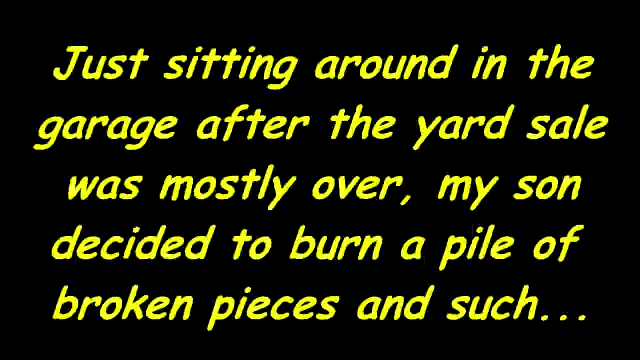 Just sitting around in the
garage after the yard sale
was mostly over, my son
decided to burn a pile of
broken pieces and such...